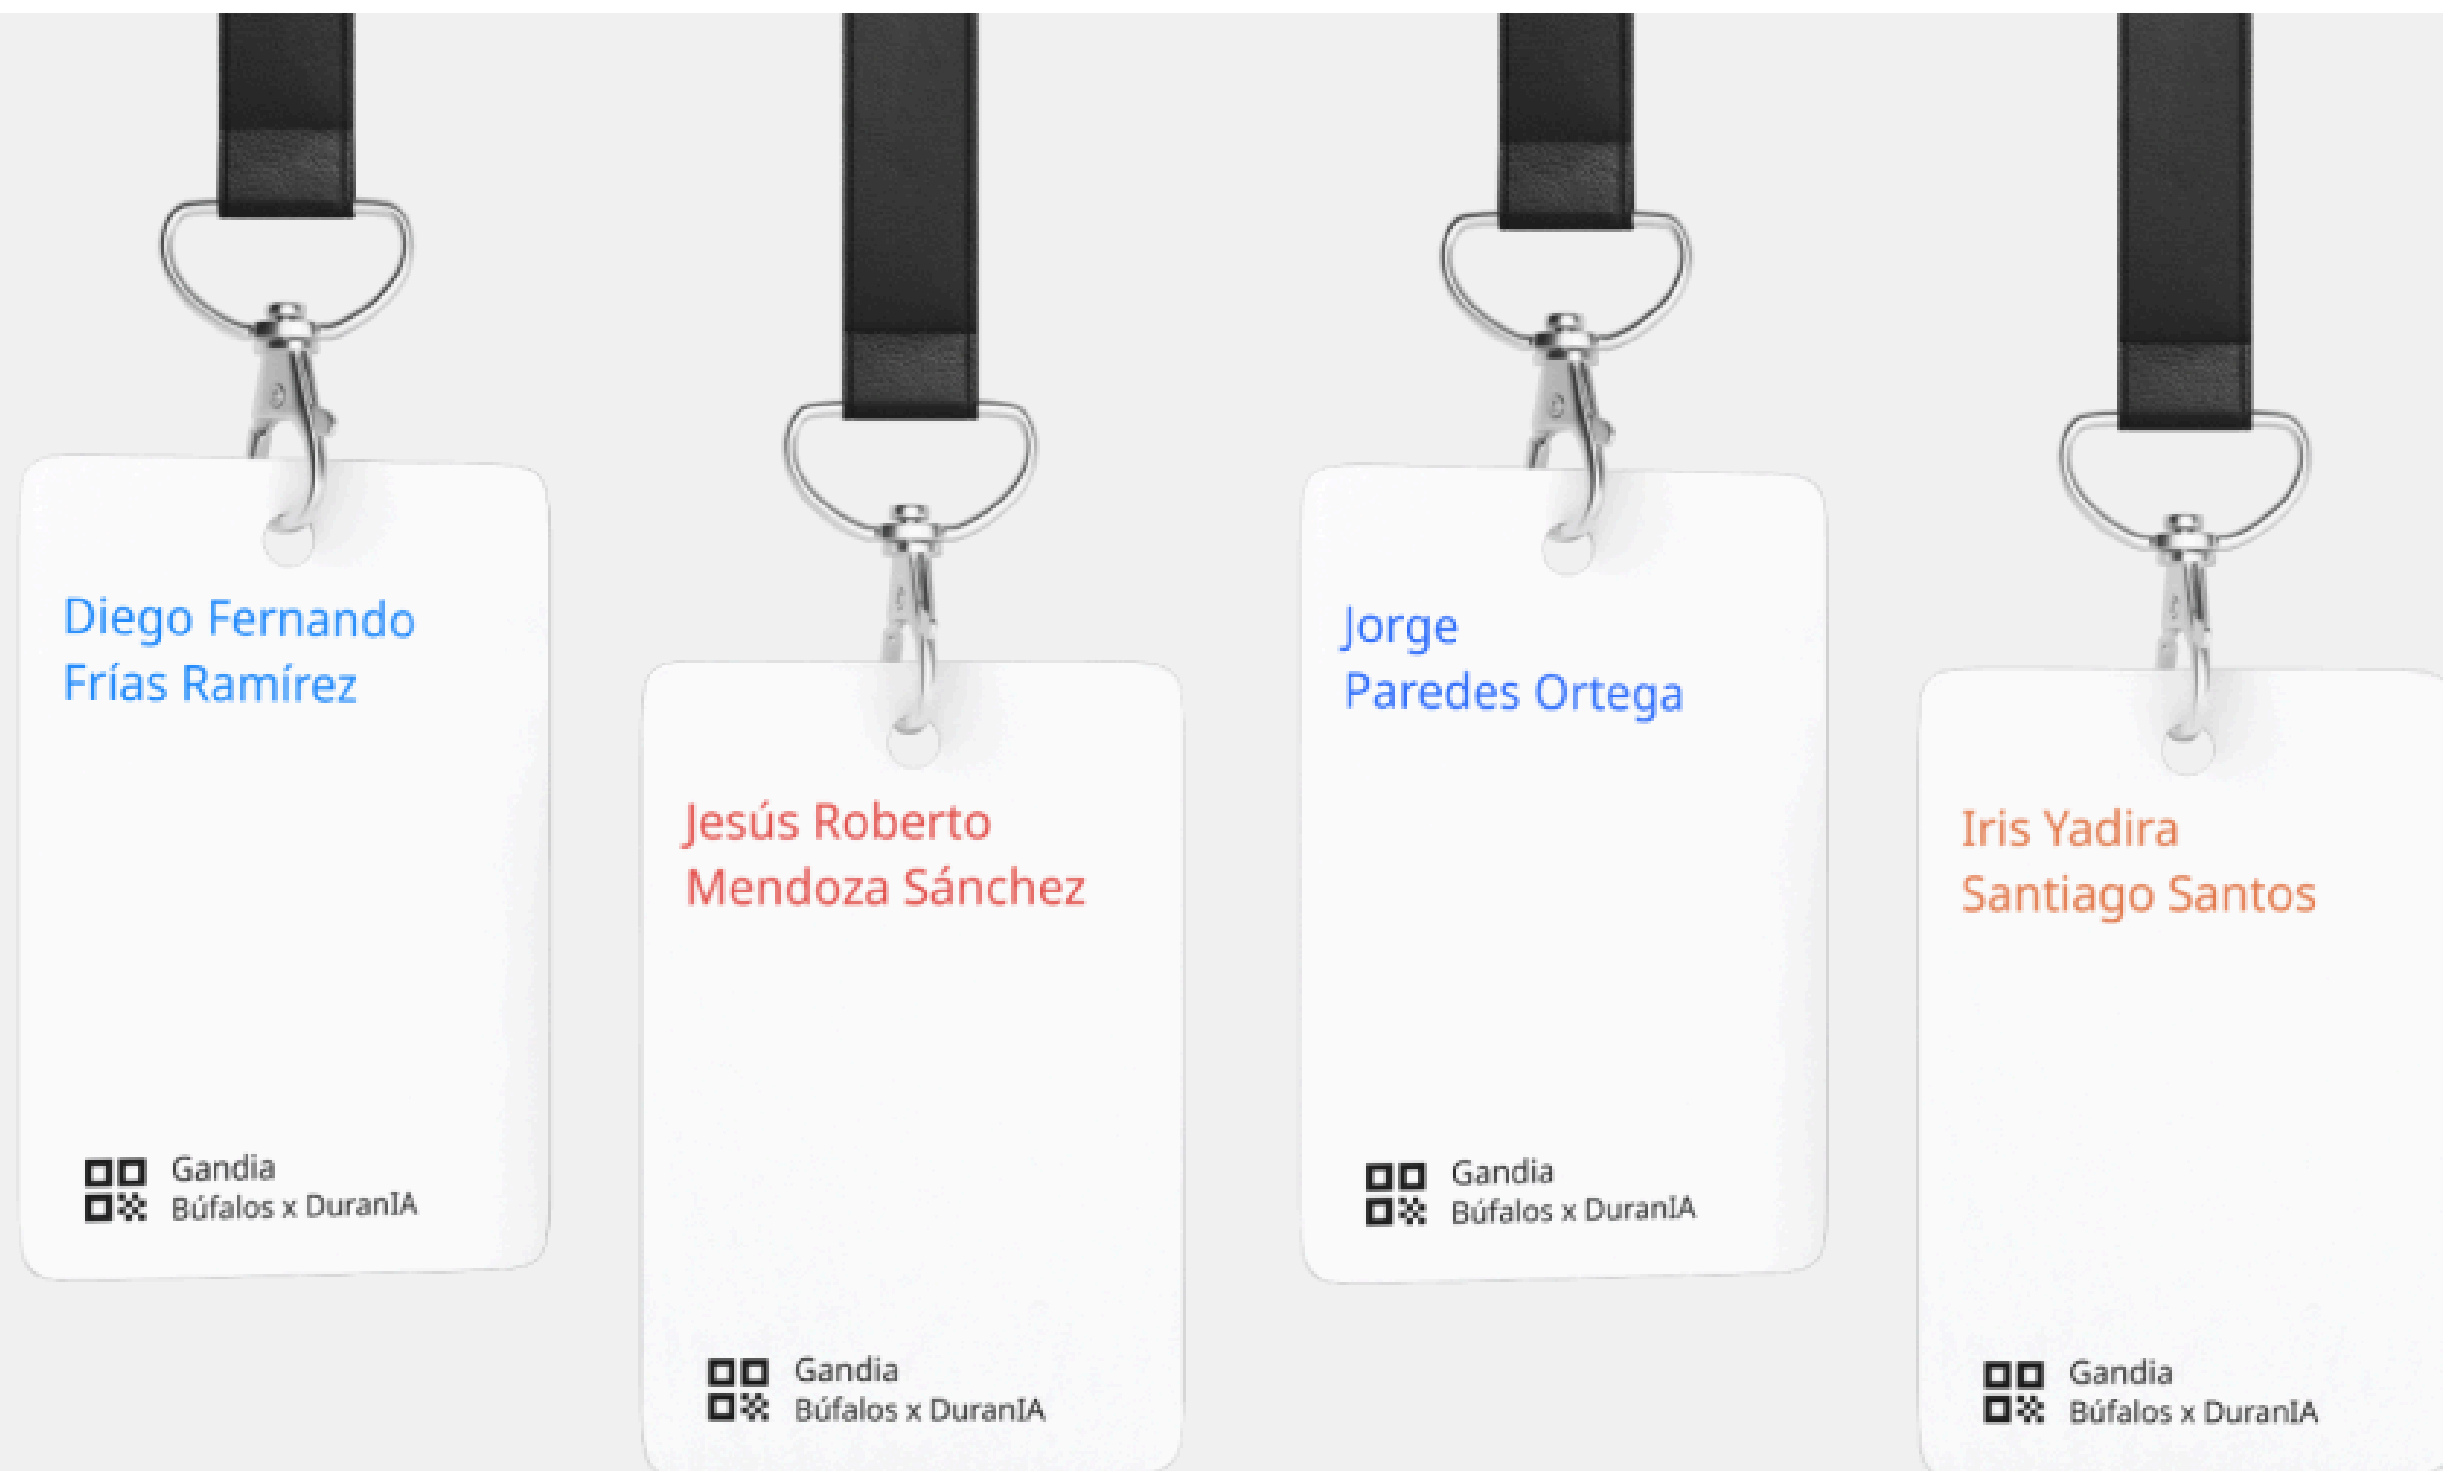 Diego Fernando
Frías Ramírez
Gandia
Búfalos x DuranIA
Jesús Roberto
Mendoza Sánchez
Gandia
Búfalos x DuranIA
Jorge
Paredes Ortega
Gandia
Búfalos x DuranIA
Iris Yadira
Santiago Santos
Gandia
Búfalos x DuranIA